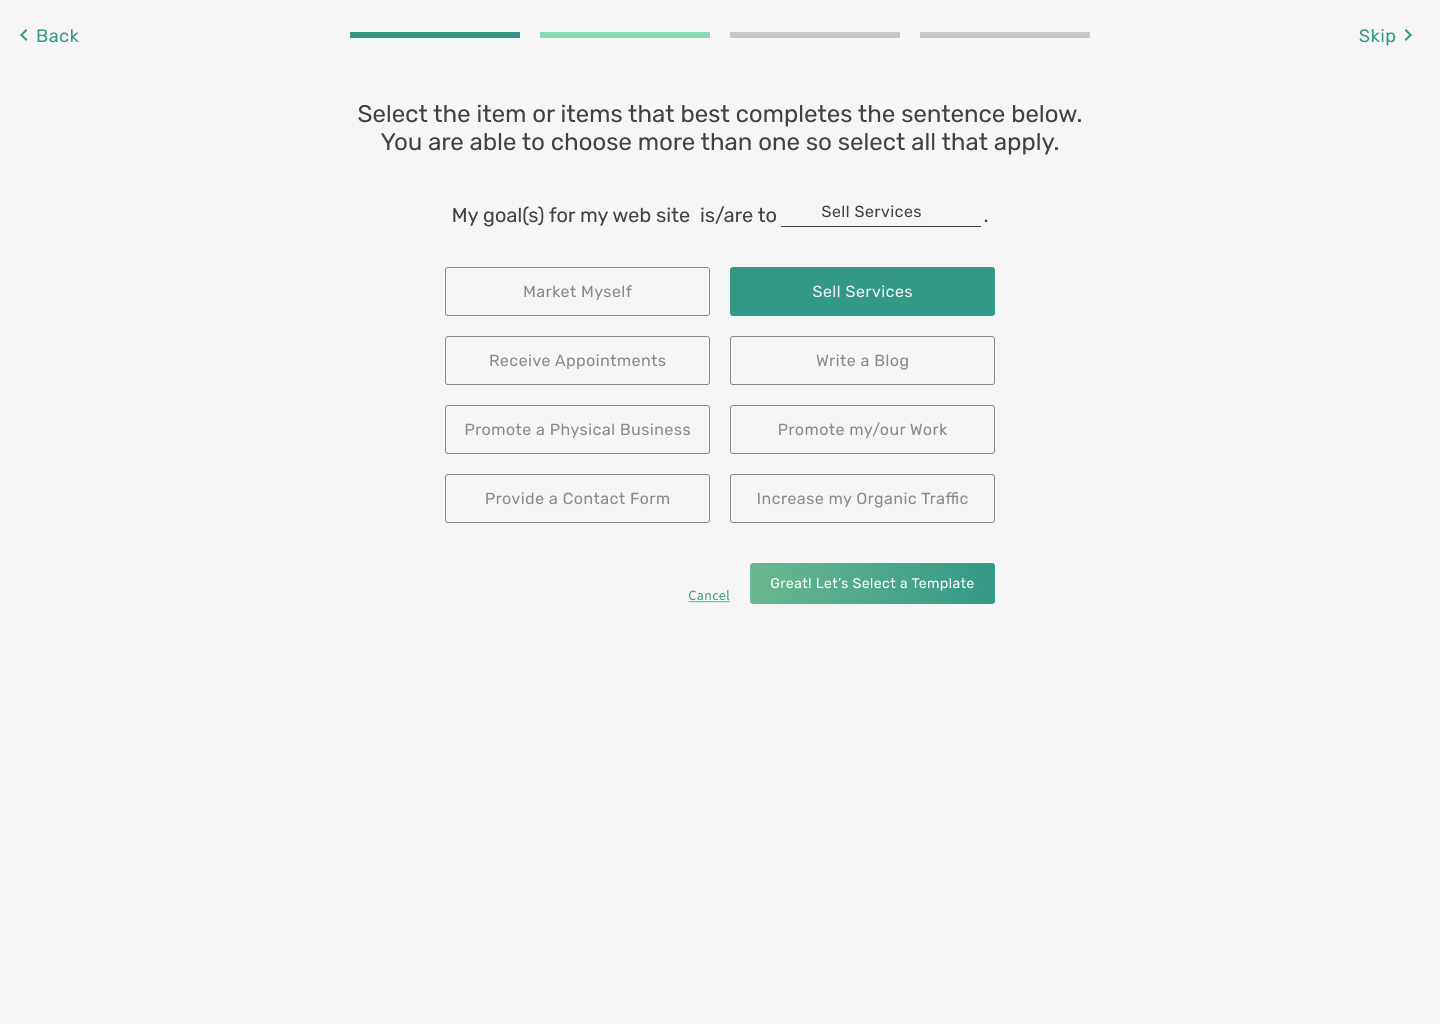 Back
Skip
Select the item or items that best completes the sentence below.
You are able to choose more than one so select all that apply.
My goal(s) for my web site is/are to Sell Services .
Market Myself
Sell Services
Receive Appointments
Write a Blog
Promote a Physical Business
Promote my/our Work
Provide a Contact Form
Increase my Organic Traffic
Cancel
Great! Let’s Select a Template